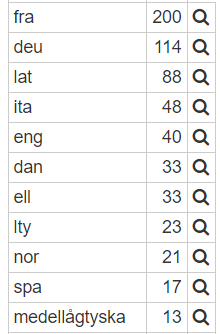 fra 200
deu 114
lat 88
ita 48
eng 40
dan 33
ell 33
lty 23
nor 21
spa 17
medellågtyska 13